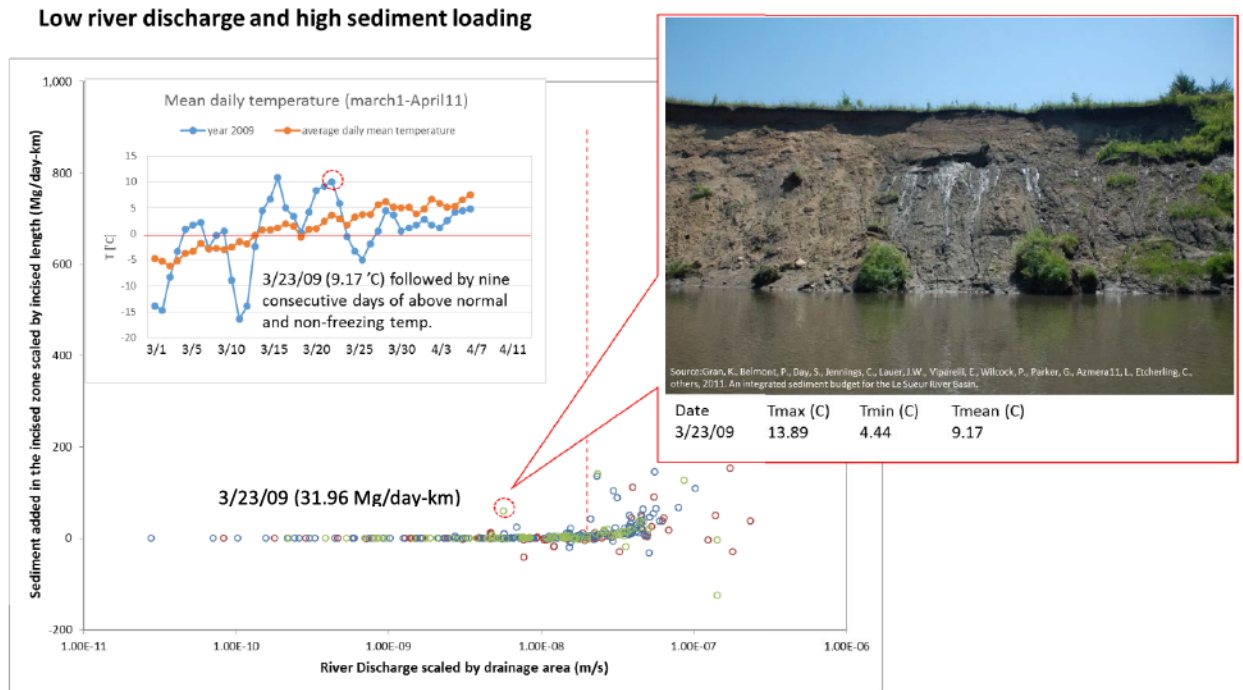 Low river discharge and high sediment loading
Sediment added in the incised zone scaled by incised length (Mg/day-km)
1,000
800
600
400
200
0
-200
1.00E-11
1.00E-10
1.00E-09
1.00E-08
1.00E-07
1.00E-06
River Discharge scaled by drainage area (m/s)
Mean daily temperature (march1-April11)
year 2009
average daily mean temperature
T [˚C]
15
10
5
0
-5
-10
-15
-20
3/1
3/5
3/10
3/15
3/20
3/25
3/30
4/3
4/7
4/11
3/23/09 (9.17 ˚C) followed by nine
consecutive days of above normal
and non-freezing temp.
3/23/09 (31.96 Mg/day-km)
Source:Gran, K., Belmont, P., Day, S., Jennings, C., Lauer, J.W., Viparelli, E., Wilcock, P., Parker, G., Azmera11, L., Etcherling, C.,
others, 2011. An integrated sediment budget for the Le Sueur River Basin.
Date Tmax (C) Tmin (C) Tmean (C)
3/23/09 13.89 4.44 9.17